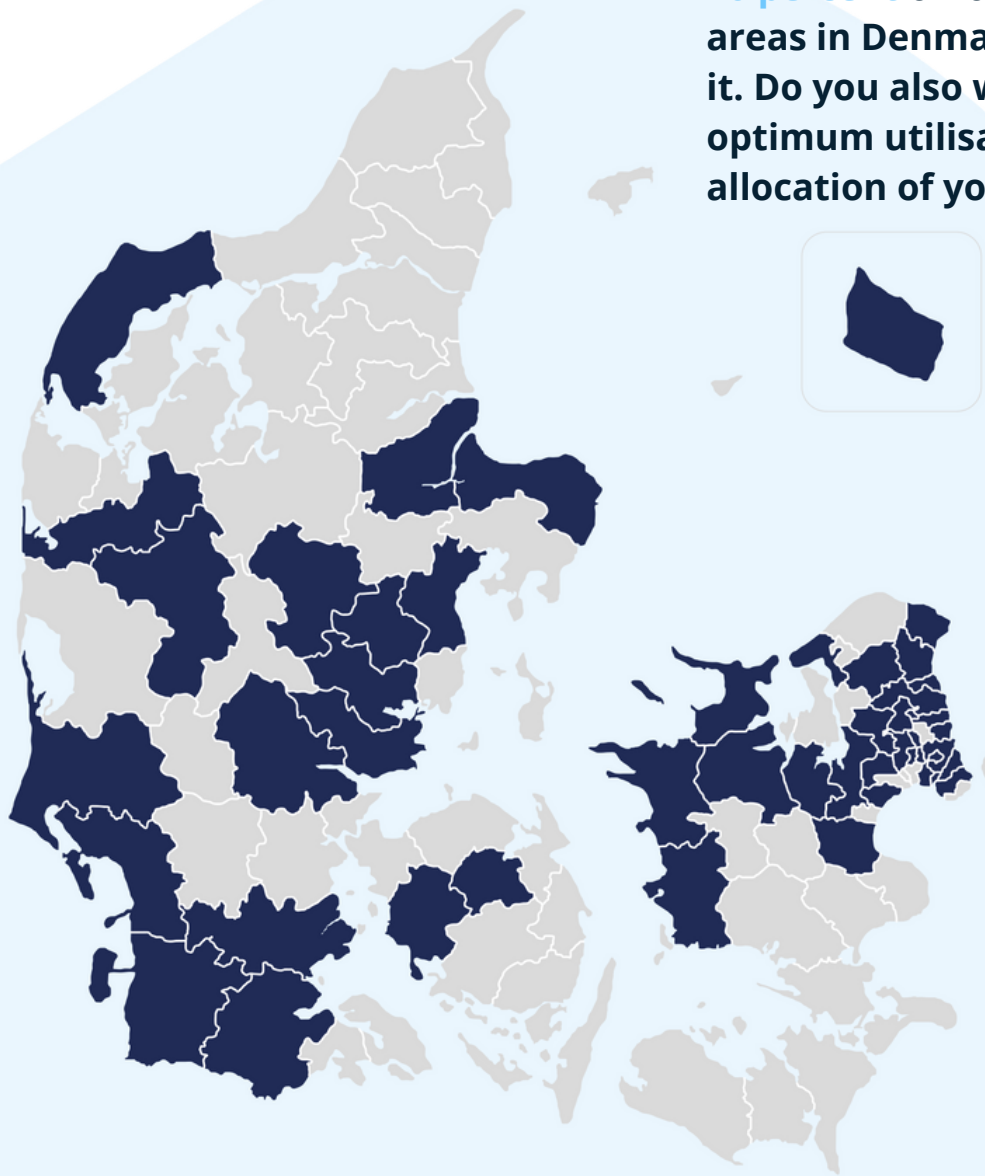 areas in Denma
it. Do you also
optimum utilisa
allocation of yo